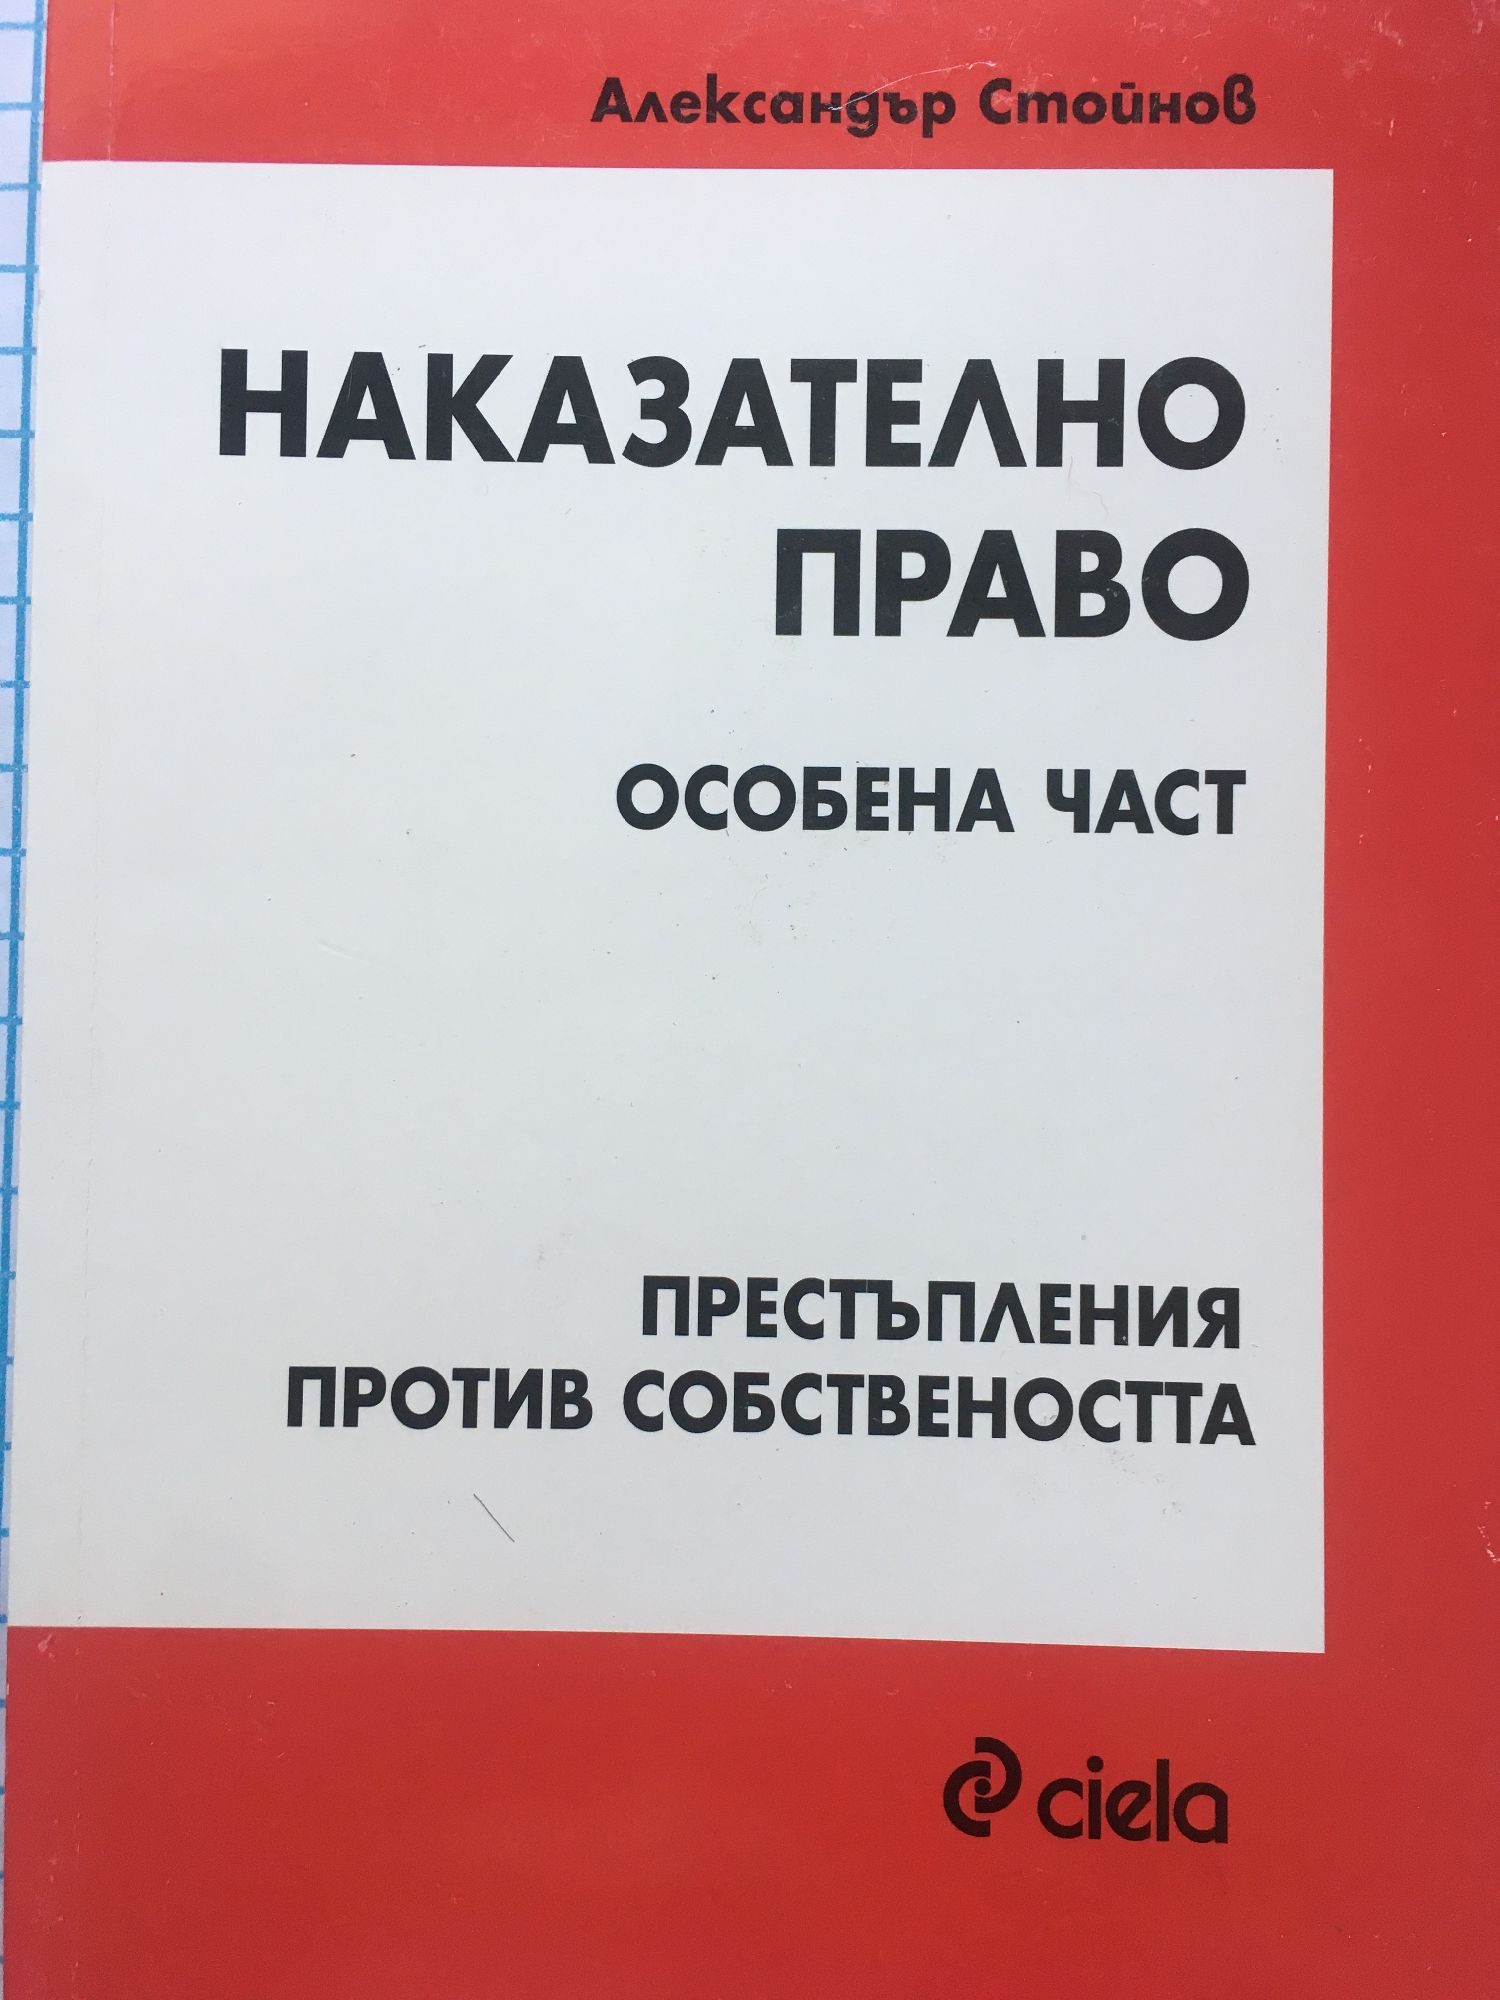 Александър Стойнов
НАКАЗАТЕЛНО
ПРАВО
ОСОБЕНА ЧАСТ
ПРЕСТЪПЛЕНИЯ
ПРОТИВ СОБСТВЕНОСТТА
ciela